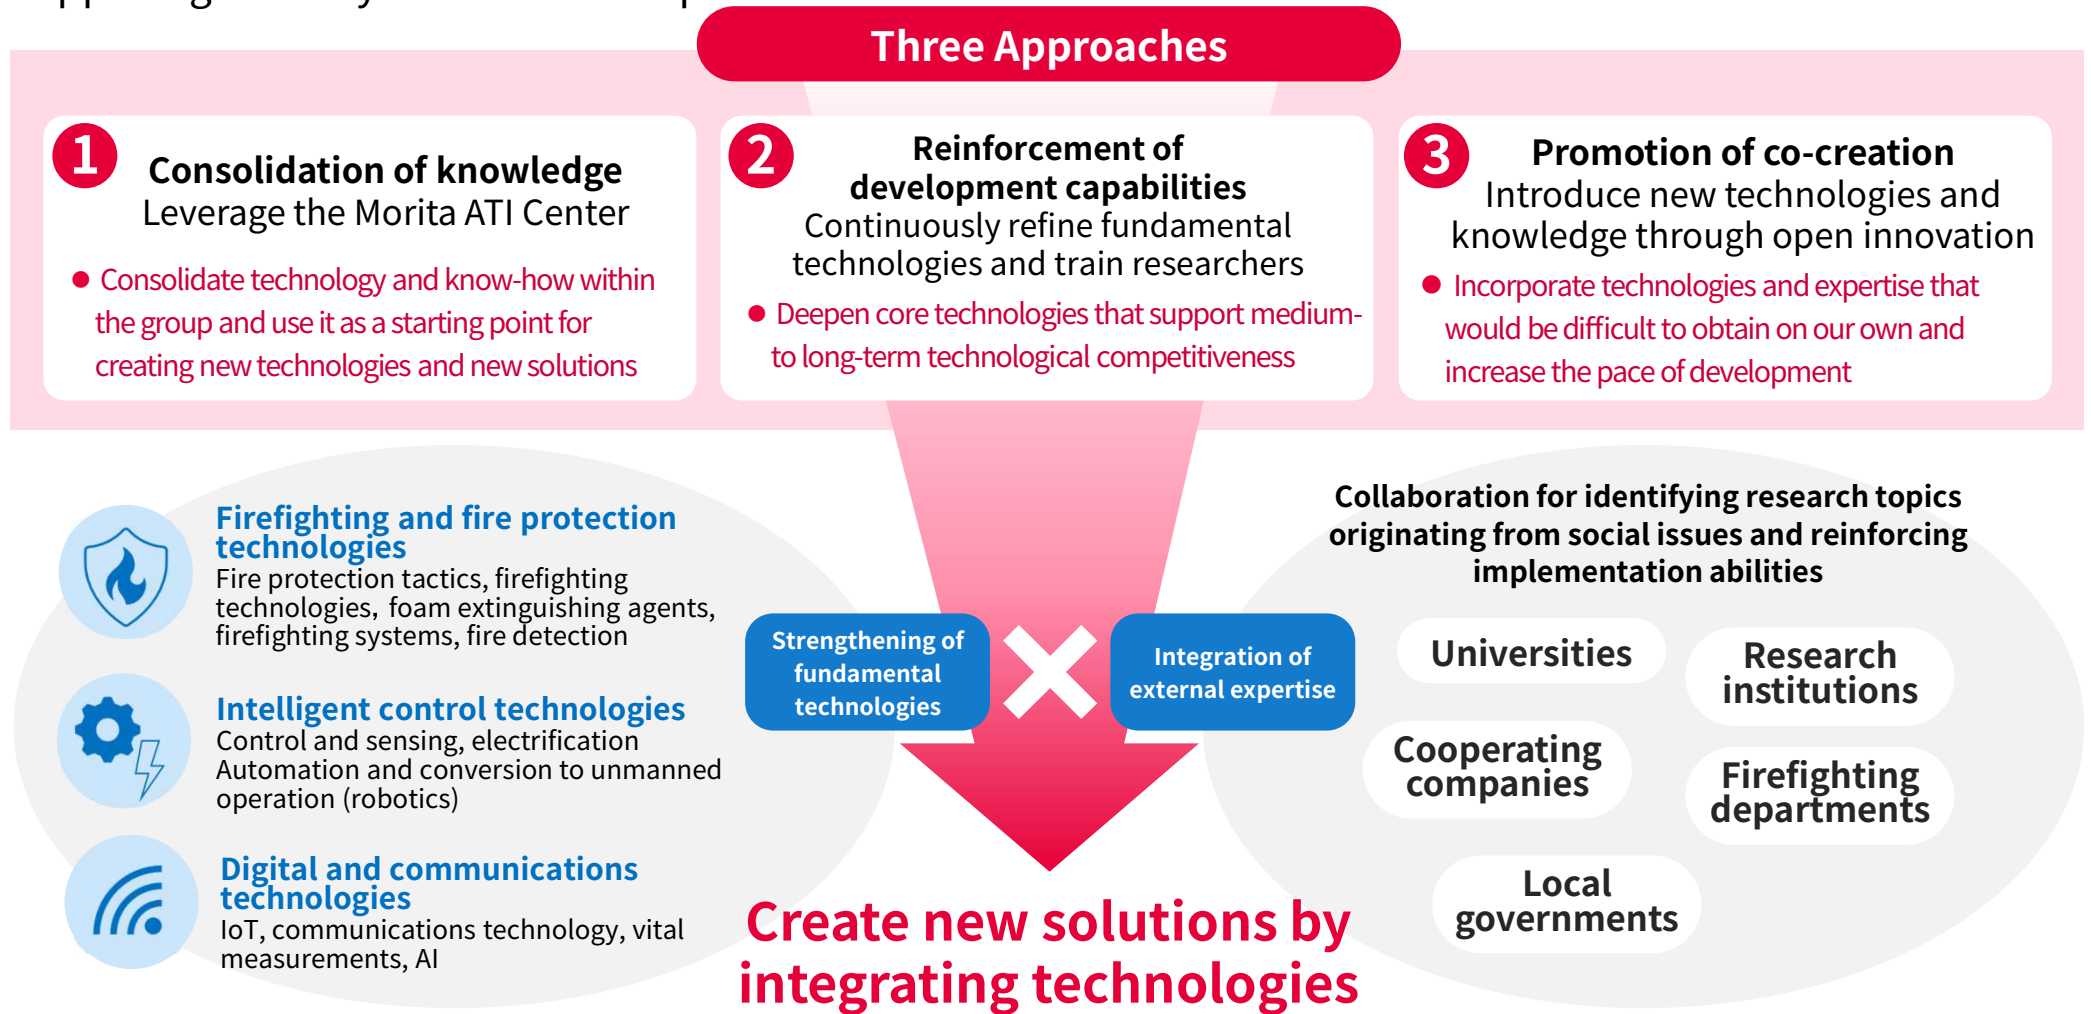 Three Approaches
1
Consolidation of knowledge
Leverage the Morita ATI Center
● Consolidate technology and know-how within
the group and use it as a starting point for
creating new technologies and new solutions
2
Reinforcement of
development capabilities
Continuously refine fundamental
technologies and train researchers
● Deepen core technologies that support medium-
to long-term technological competitiveness
3
Promotion of co-creation
Introduce new technologies and
knowledge through open innovation
● Incorporate technologies and expertise that
would be difficult to obtain on our own and
increase the pace of development
Firefighting and fire protection
technologies
Fire protection tactics, firefighting
technologies, foam extinguishing agents,
firefighting systems, fire detection
Intelligent control technologies
Control and sensing, electrification
Automation and conversion to unmanned
operation (robotics)
Digital and communications
technologies
IoT, communications technology, vital
measurements, AI
Strengthening of
fundamental
technologies
Integration of
external expertise
Create new solutions by
integrating technologies
Collaboration for identifying research topics
originating from social issues and reinforcing
implementation abilities
Universities
Research
institutions
Cooperating
companies
Firefighting
departments
Local
governments